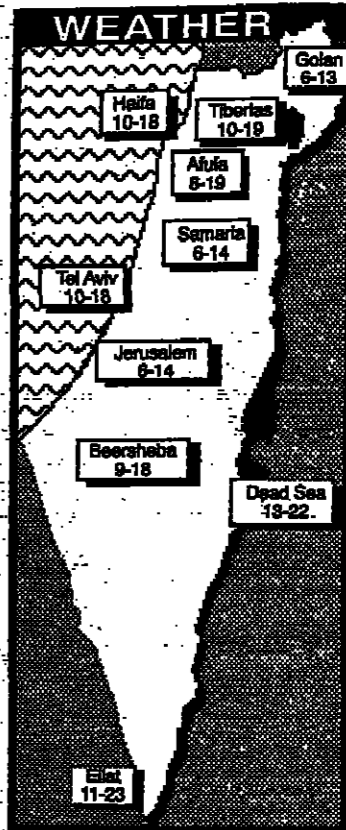 WEATHER
Golan
6-13
Haifa
10-18
Tiberias
10-19
Afula
8-19
Samaria
6-14
Tel Aviv
10-18
Jerusalem
6-14
Beersheba
9-18
Dead Sea
13-22
Eilat
11-23